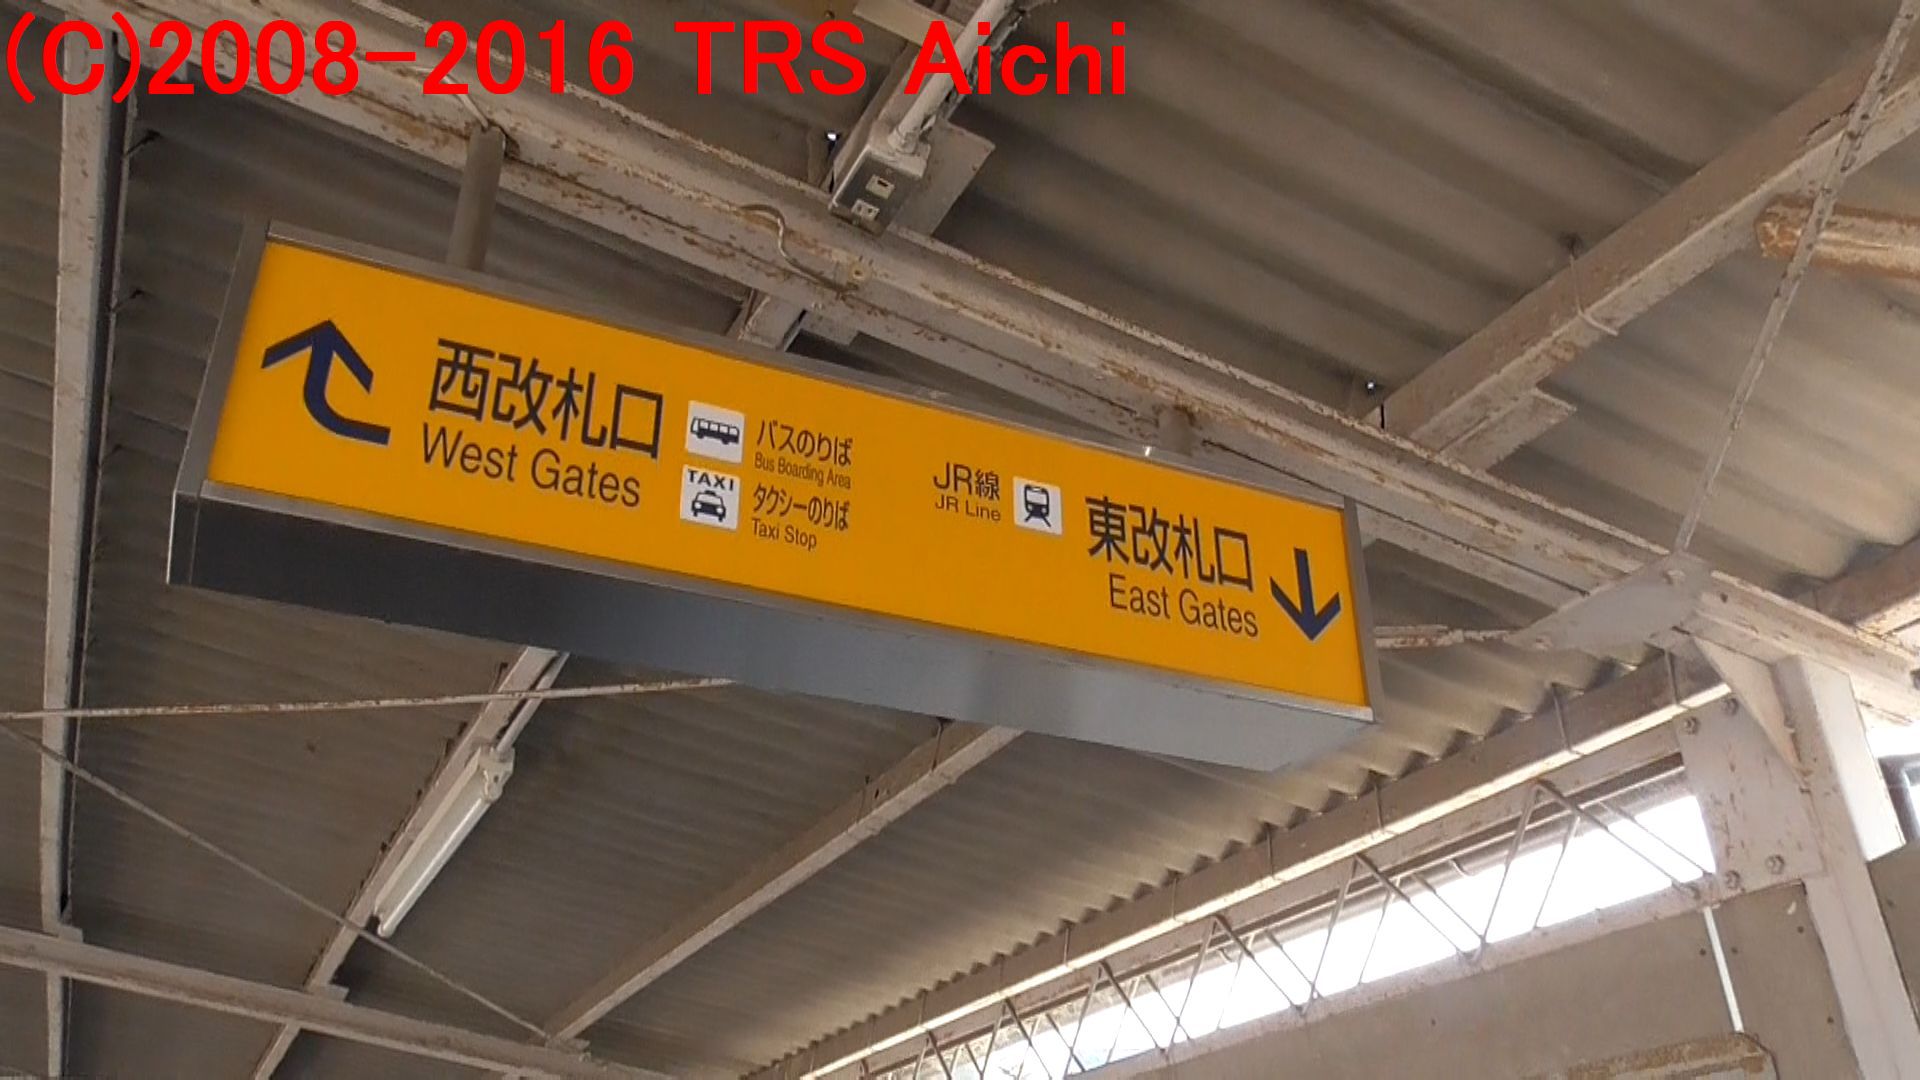 (C)2008-2016 TRS Aichi
西改札口
West Gates
バスのりば
Bus Boarding Area
TAXI
タクシーのりば
Taxi Stop
JR線
JR Line
東改札口
East Gates